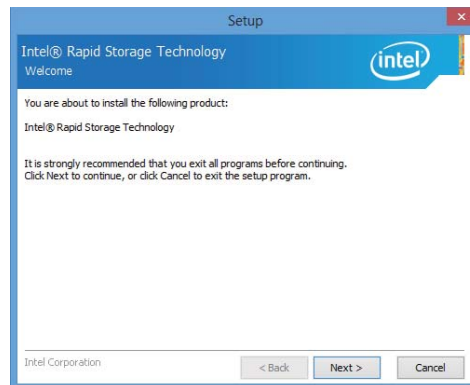 Setup
Intel® Rapid Storage Technology
Welcome
intel
You are about to install the following product:
Intel® Rapid Storage Technology
It is strongly recommended that you exit all programs before continuing.
Click Next to continue, or click Cancel to exit the setup program.
Intel Corporation
< Back
Next >
Cancel